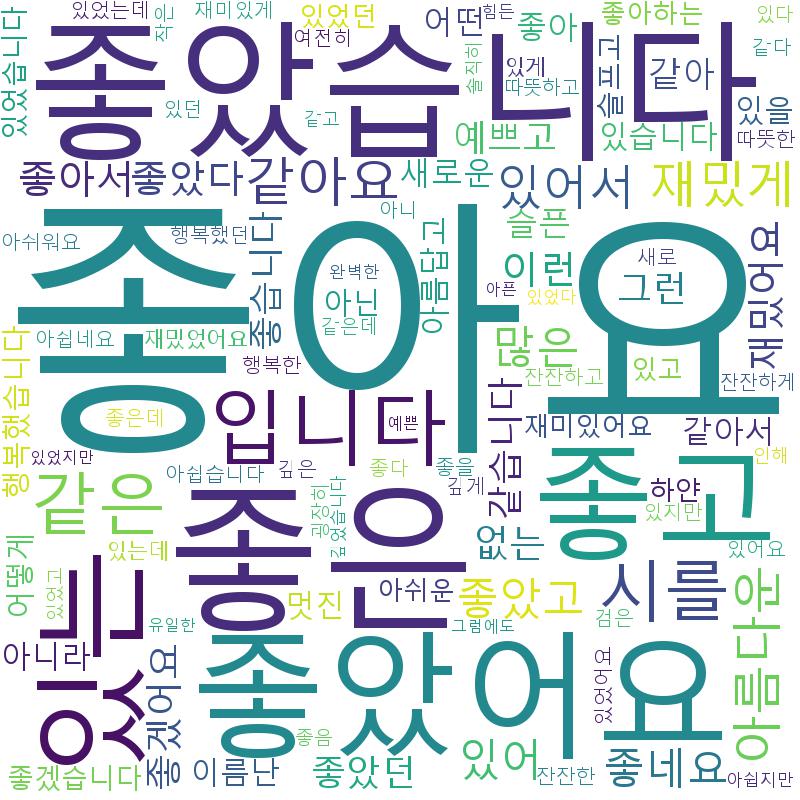 있었습니다
있었는데
작은
재미있게
있었던
여전히
어떤
힘든
좋아
좋아하는
있다
좋았습니다
있던
같고
솔직히
있게
따뜻하고
슬프고
같아
같다
있을
예쁘고
있습니다
따뜻한
좋아서
좋았다
같아요
새로운
있어서
재밌게
좋아요
아쉬워요
행복했던
좋습니다
아니
완벽한
아닌
같은데
아름답고
슬픈
이런
아픈
있었다
새로
그런
재밌어요
아쉽네요
재밌었어요
행복한
많은
잔잔하고
있고
잔잔하게
행복했습니다
좋은데
입니다
예쁜
같습니다
재미있어요
같아서
있었지만
아쉽습니다
깊은
좋다
좋을
깊게
좋고
인해
하얀
같은
좋은
굉장히
깊었습니다
있지만
어떻게
있는데
없는
있어요
있었고
있는
멋진
아쉬운
좋았고
시를
검은
아름다운
유일한
그럼에도
아니라
좋겠어요
좋았어요
있었어요
좋음
좋겠습니다
이름난
좋았던
있어
잔잔한
좋네요
아쉽지만